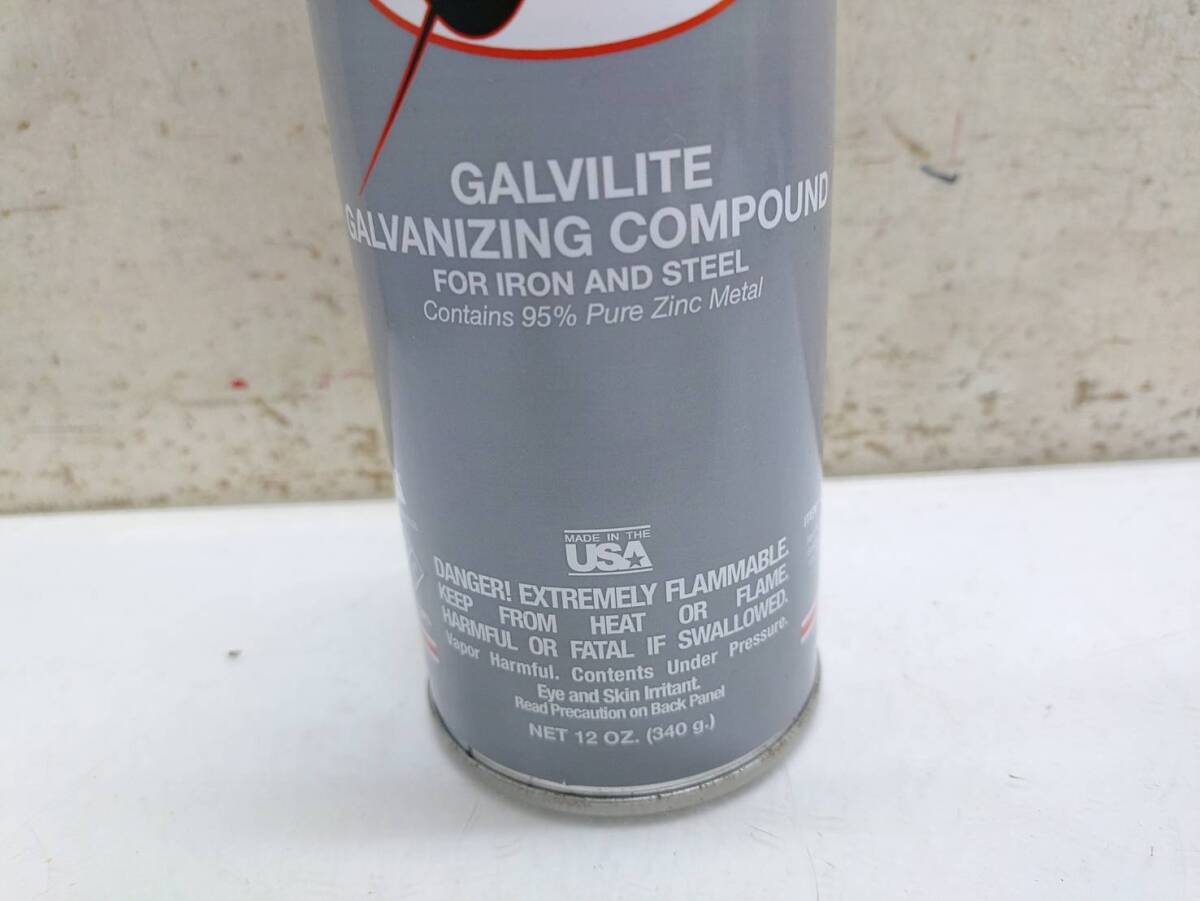 GALVILITE
GALVANIZING COMPOUND
FOR IRON AND STEEL
Contains 95% Pure Zinc Metal
MADE IN THE
USA
DANGER! EXTREMELY FLAMMABLE.
KEEP FROM HEAT OR FLAME.
HARMFUL OR FATAL IF SWALLOWED.
Vapor Harmful. Contents Under Pressure.
Eye and Skin Irritant.
Read Precaution on Back Panel
NET 12 OZ. (340 g.)